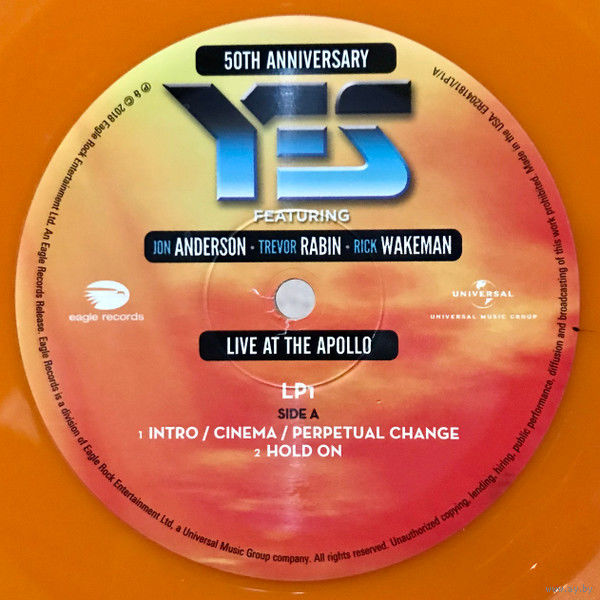 50TH ANNIVERSARY
YES
FEATURING
JON ANDERSON • TREVOR RABIN • RICK WAKEMAN
eagle records
UNIVERSAL
UNIVERSAL MUSIC GROUP
LIVE AT THE APOLLO
LP1
SIDE A
1 INTRO / CINEMA / PERPETUAL CHANGE
2 HOLD ON
℗ & © 2018 Eagle Rock Entertainment Ltd. An Eagle Records Release. Eagle Records is a division of Eagle Rock Entertainment Ltd, a Universal Music Group company. All rights reserved. Unauthorized copying, lending, hiring, public performance, diffusion and broadcasting of this work prohibited. Made in the USA. ER204181/LP1/A